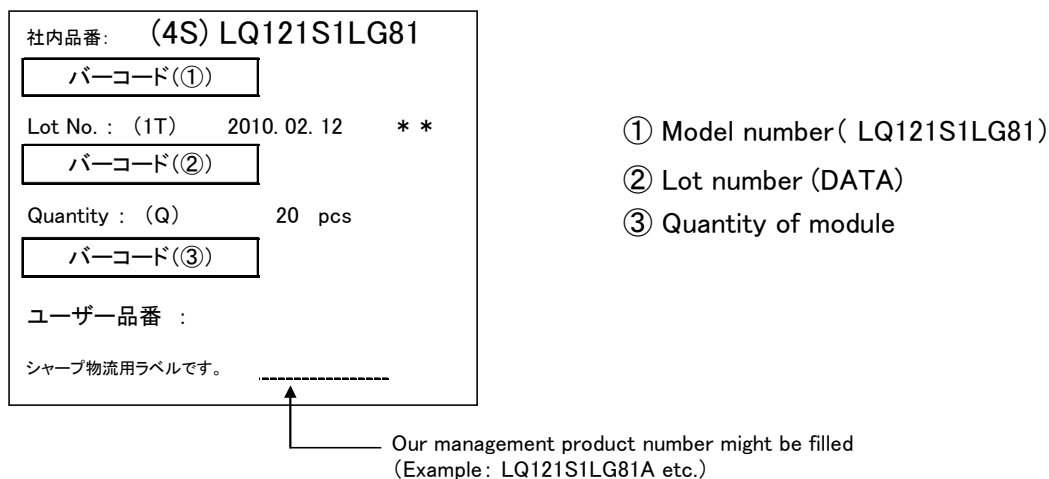 社内品番: (4S) LQ121S1LG81
バーコード(①)
Lot No. : (1T) 2010. 02. 12 * *
バーコード(②)
Quantity : (Q) 20 pcs
バーコード(③)
ユーザー品番 :
シャープ物流用ラベルです。
① Model number( LQ121S1LG81)
② Lot number (DATA)
③ Quantity of module
Our management product number might be filled
(Example: LQ121S1LG81A etc.)